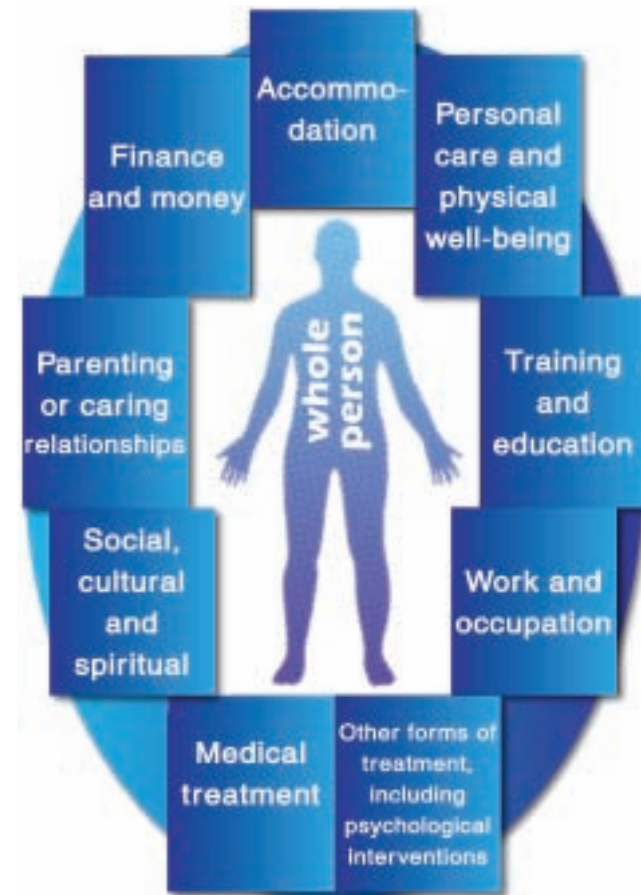 Accommo-
dation
Personal
care and
physical
well-being
Training
and
education
Work and
occupation
Other forms of
treatment,
including
psychological
interventions
Medical
treatment
Social,
cultural
and
spiritual
Parenting
or caring
relationships
Finance
and money
whole
person